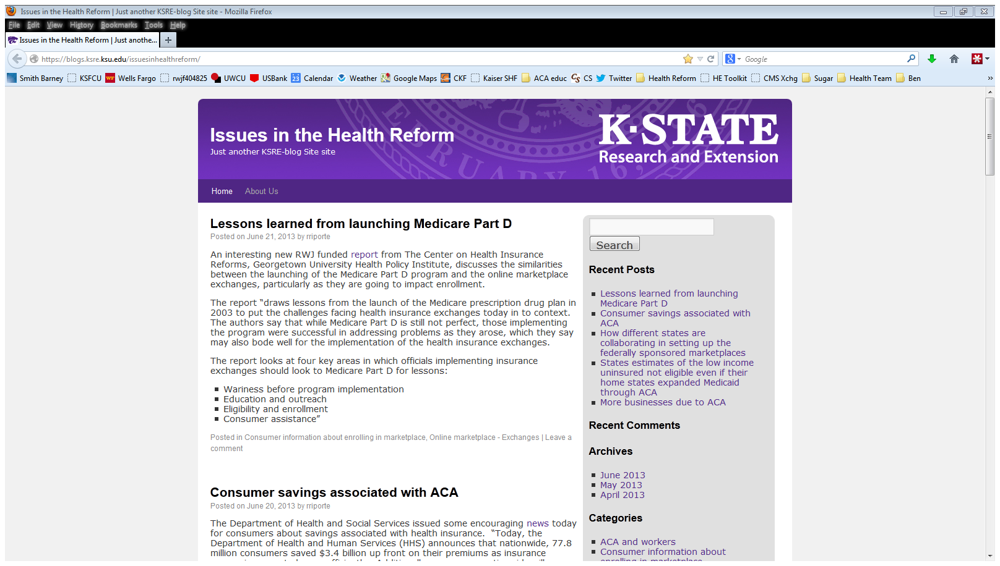 Issues in the Health Reform | Just another KSRE-blog Site site - Mozilla Firefox
File Edit View History Bookmarks Tools Help
Issues in the Health Reform | Just anothe... +
https://blogs.ksre.ksu.edu/issuesinhealthreform/ Google
Smith Barney KSFCU WF Wells Fargo rwjf404825 UWCU USBank 23 Calendar Weather Google Maps CKF Kaiser SHF ACA educ CS CS Twitter Health Reform HE Toolkit CMS Xchg Sugar Health Team Ben »
Issues in the Health Reform
Just another KSRE-blog Site site
K·STATE
Research and Extension
EBRUARY 16,
Home About Us
Lessons learned from launching Medicare Part D
Posted on June 21, 2013 by rriporte
An interesting new RWJ funded report from The Center on Health Insurance
Reforms, Georgetown University Health Policy Institute, discusses the similarities
between the launching of the Medicare Part D program and the online marketplace
exchanges, particularly as they are going to impact enrollment.
The report “draws lessons from the launch of the Medicare prescription drug plan in
2003 to put the challenges facing health insurance exchanges today in to context.
The authors say that while Medicare Part D is still not perfect, those implementing
the program were successful in addressing problems as they arose, which they say
may also bode well for the implementation of the health insurance exchanges.
The report looks at four key areas in which officials implementing insurance
exchanges should look to Medicare Part D for lessons:
Wariness before program implementation
Education and outreach
Eligibility and enrollment
Consumer assistance”
Posted in Consumer information about enrolling in marketplace, Online marketplace - Exchanges | Leave a
comment
Consumer savings associated with ACA
Posted on June 20, 2013 by rriporte
The Department of Health and Social Services issued some encouraging news today
for consumers about savings associated with health insurance. “Today, the
Department of Health and Human Services (HHS) announces that nationwide, 77.8
million consumers saved $3.4 billion up front on their premiums as insurance
Search
Recent Posts
Lessons learned from launching
Medicare Part D
Consumer savings associated with
ACA
How different states are
collaborating in setting up the
federally sponsored marketplaces
States estimates of the low income
uninsured not eligible even if their
home states expanded Medicaid
through ACA
More businesses due to ACA
Recent Comments
Archives
June 2013
May 2013
April 2013
Categories
ACA and workers
Consumer information about
enrolling in marketplace